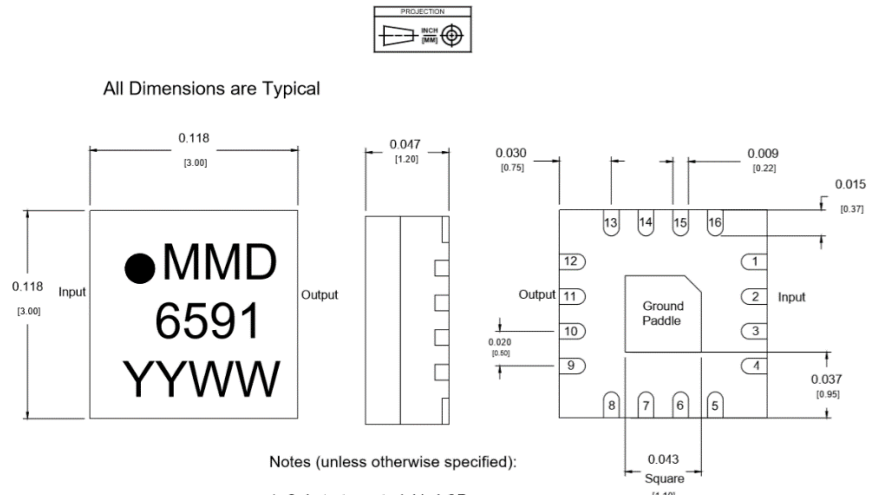 PROJECTION
INCH
[MM]
All Dimensions are Typical
0.118
[3.00]
0.047
[1.20]
0.030
[0.75]
0.009
[0.22]
0.015
[0.37]
0.118
[3.00]
Input
MMD
6591
YYWW
Output
13 14 15 16
12
11
10
9
1
2
3
4
8 7 6 5
Output
Input
Ground
Paddle
0.020
[0.50]
0.037
[0.95]
0.043
Square
Notes (unless otherwise specified):